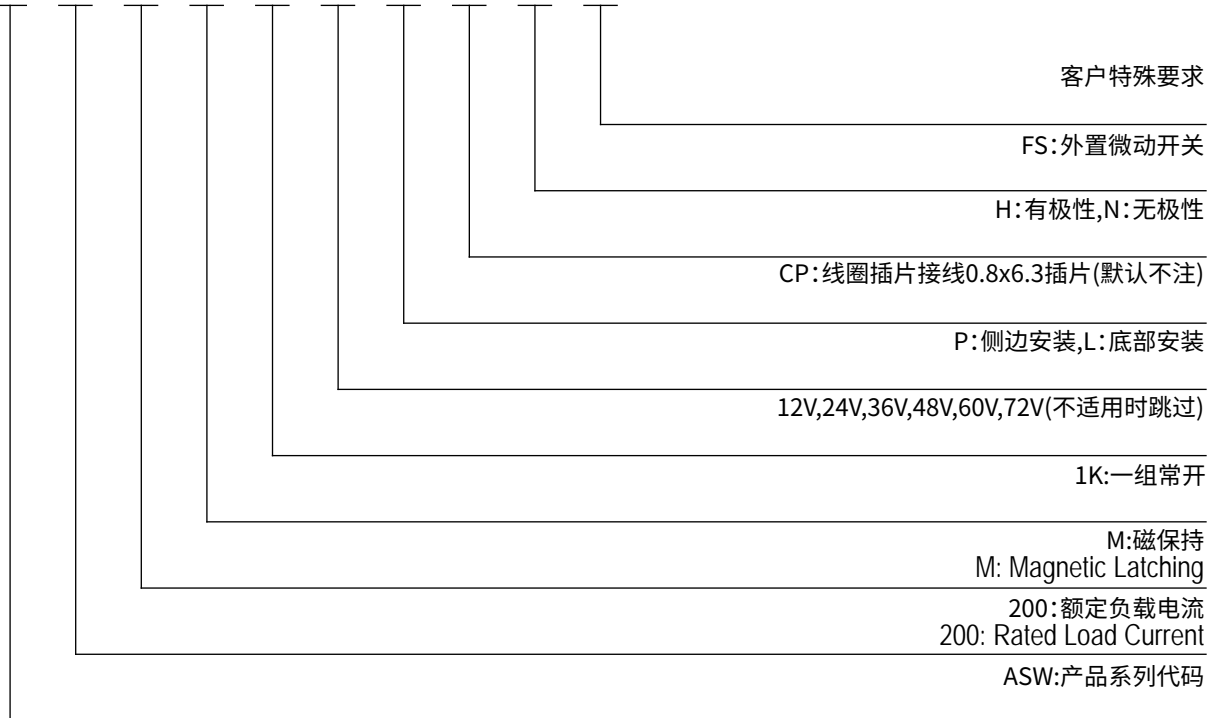 客户特殊要求
FS：外置微动开关
H：有极性,N：无极性
CP：线圈插片接线0.8x6.3插片(默认不注)
P：侧边安装,L：底部安装
12V,24V,36V,48V,60V,72V(不适用时跳过)
1K:一组常开
M:磁保持
M: Magnetic Latching
200：额定负载电流
200: Rated Load Current
ASW:产品系列代码